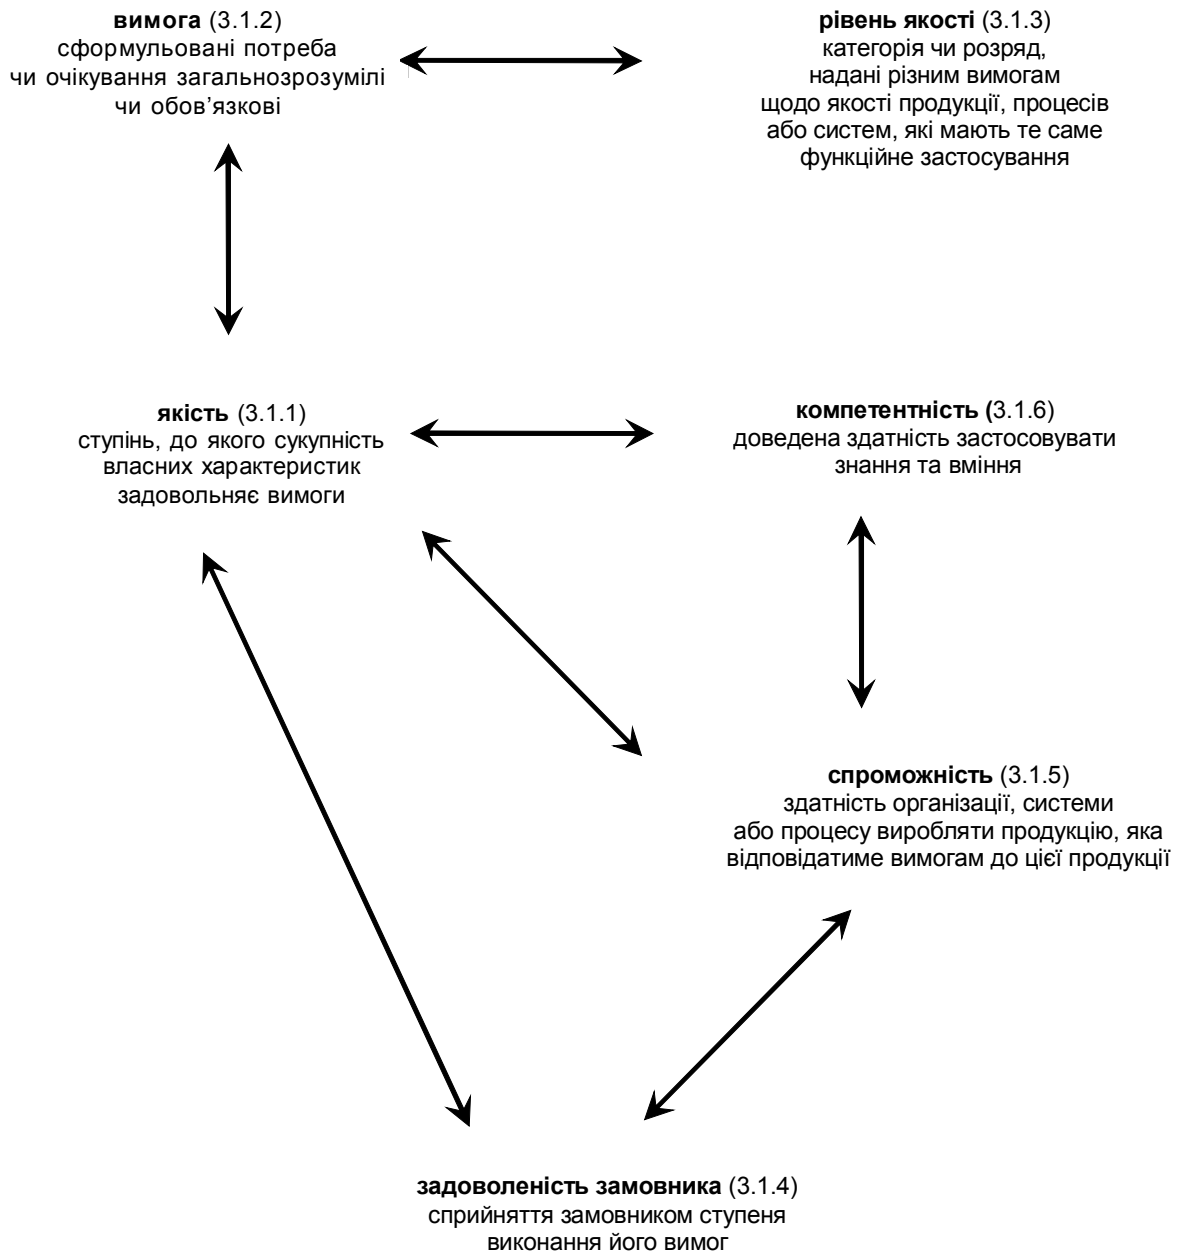 вимога (3.1.2)
сформульовані потреба
чи очікування загальнозрозумілі
чи обов’язкові
рівень якості (3.1.3)
категорія чи розряд,
надані різним вимогам
щодо якості продукції, процесів
або систем, які мають те саме
функційне застосування
якість (3.1.1)
ступінь, до якого сукупність
власних характеристик
задовольняє вимоги
компетентність (3.1.6)
доведена здатність застосовувати
знання та вміння
спроможність (3.1.5)
здатність організації, системи
або процесу виробляти продукцію, яка
відповідатиме вимогам до цієї продукції
задоволеність замовника (3.1.4)
сприйняття замовником ступеня
виконання його вимог